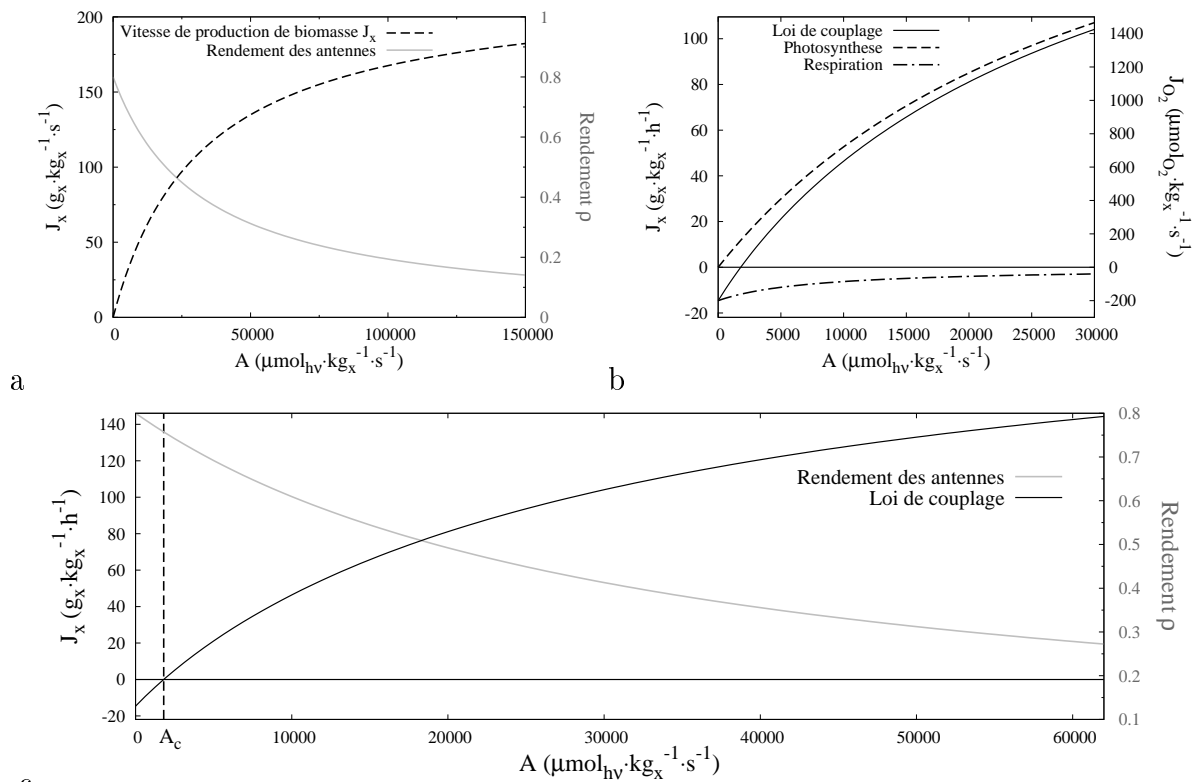 Vitesse de production de biomasse J_x
Rendement des antennes
J_x (g_x·kg_x^-1·s^-1)
200
150
100
50
0
1
0.8
0.6
0.4
0.2
0
Rendement ρ
0 50000 100000 150000
A (μmol_hν·kg_x^-1·s^-1)
a
Loi de couplage
Photosynthese
Respiration
J_x (g_x·kg_x^-1·h^-1)
100
80
60
40
20
0
-20
1400
1200
1000
800
600
400
200
0
-200
J_O2 (μmol_O2·kg_x^-1·s^-1)
0 5000 10000 15000 20000 25000 30000
A (μmol_hν·kg_x^-1·s^-1)
b
Rendement des antennes
Loi de couplage
J_x (g_x·kg_x^-1·h^-1)
140
120
100
80
60
40
20
0
-20
0.8
0.7
0.6
0.5
0.4
0.3
0.2
0.1
Rendement ρ
0 A_c 10000 20000 30000 40000 50000 60000
A (μmol_hν·kg_x^-1·s^-1)